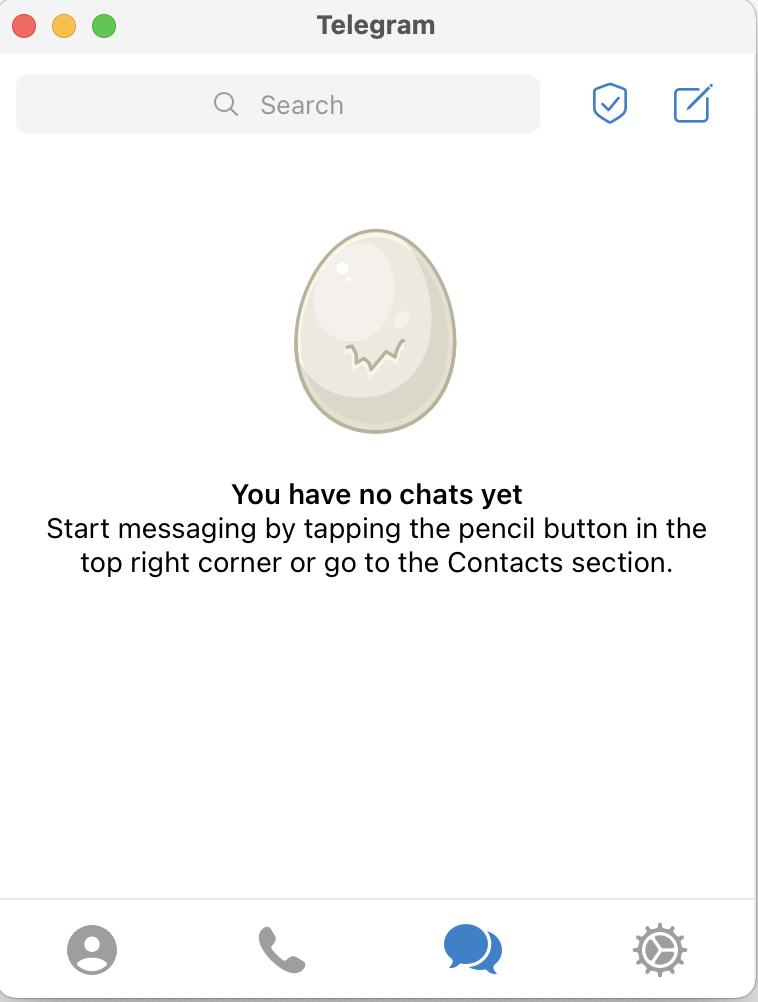 Telegram
Search
You have no chats yet
Start messaging by tapping the pencil button in the
top right corner or go to the Contacts section.